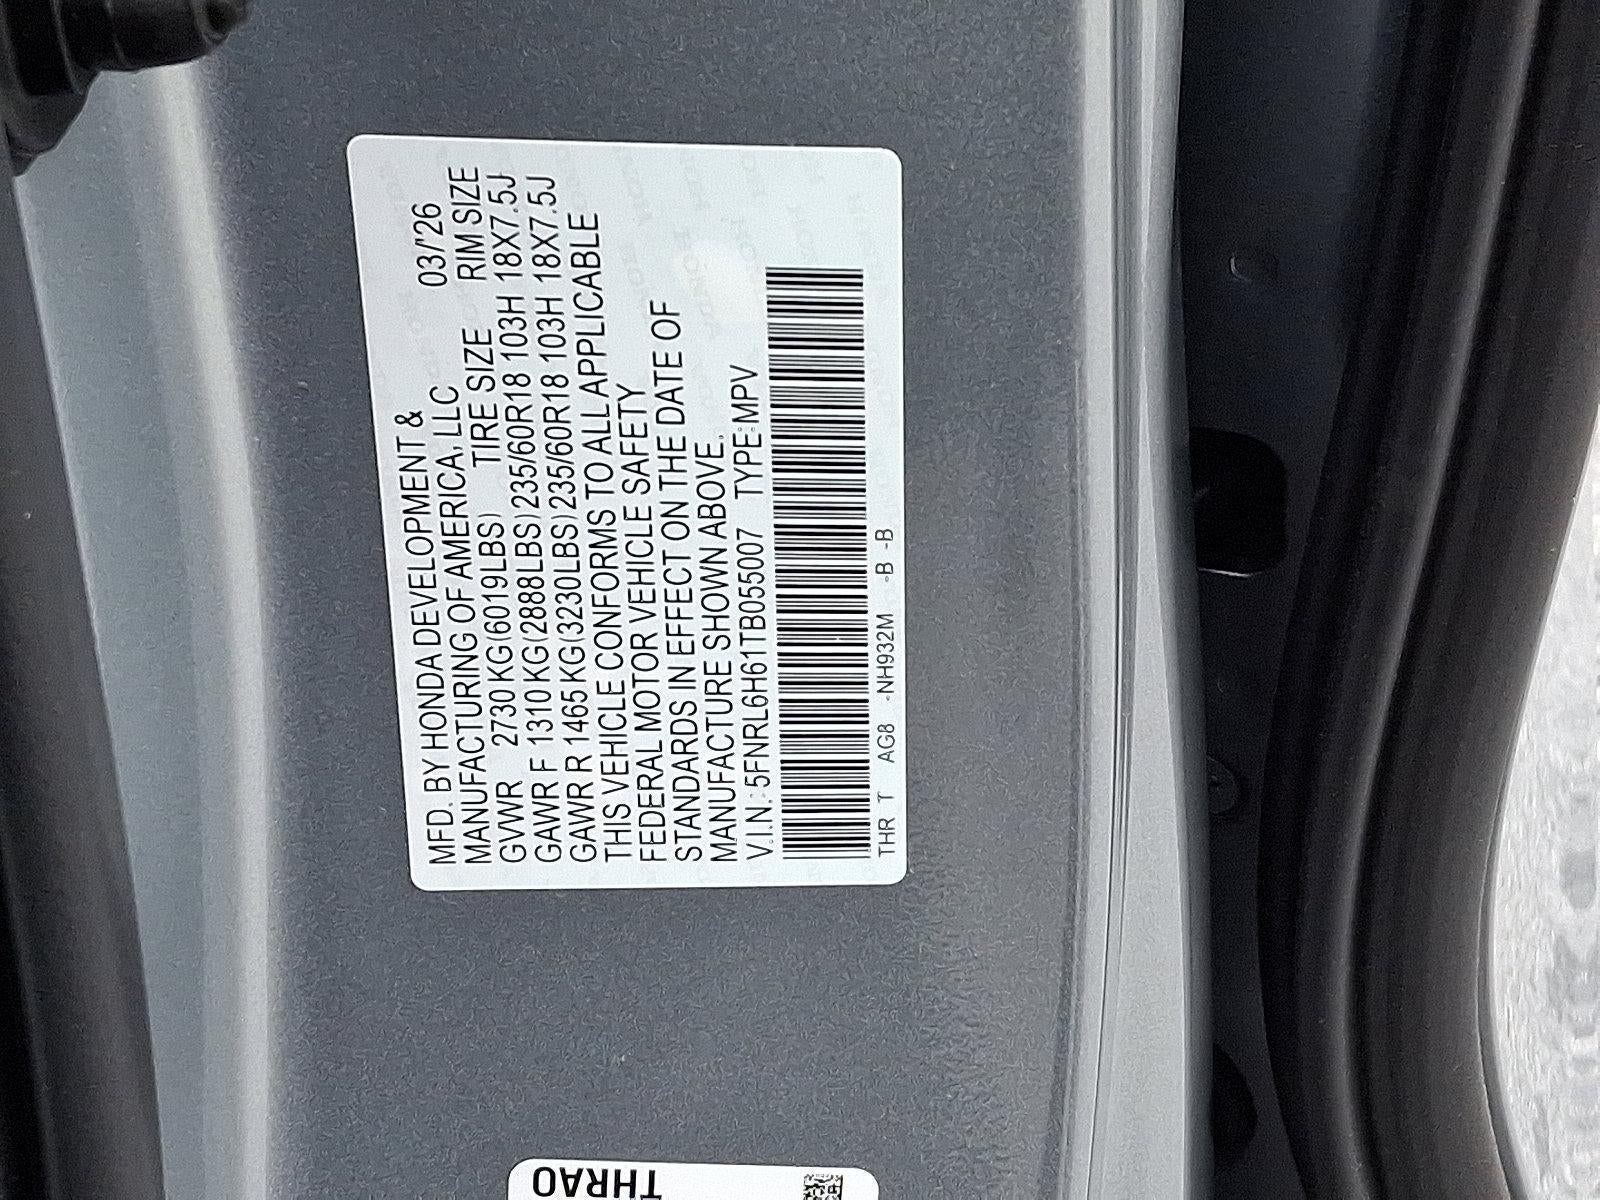 MFD. BY HONDA DEVELOPMENT &
MANUFACTURING OF AMERICA, LLC 03/'26
GVWR 2730 KG(6019LBS) TIRE SIZE RIM SIZE
GAWR F 1310 KG(2888LBS) 235/60R18 103H 18X7.5J
GAWR R 1465 KG(3230LBS) 235/60R18 103H 18X7.5J
THIS VEHICLE CONFORMS TO ALL APPLICABLE
FEDERAL MOTOR VEHICLE SAFETY
STANDARDS IN EFFECT ON THE DATE OF
MANUFACTURE SHOWN ABOVE.
V.I.N.: 5FNRL6H61TB055007 TYPE:MPV
THR T AG8 -NH932M -B -B
THRAO